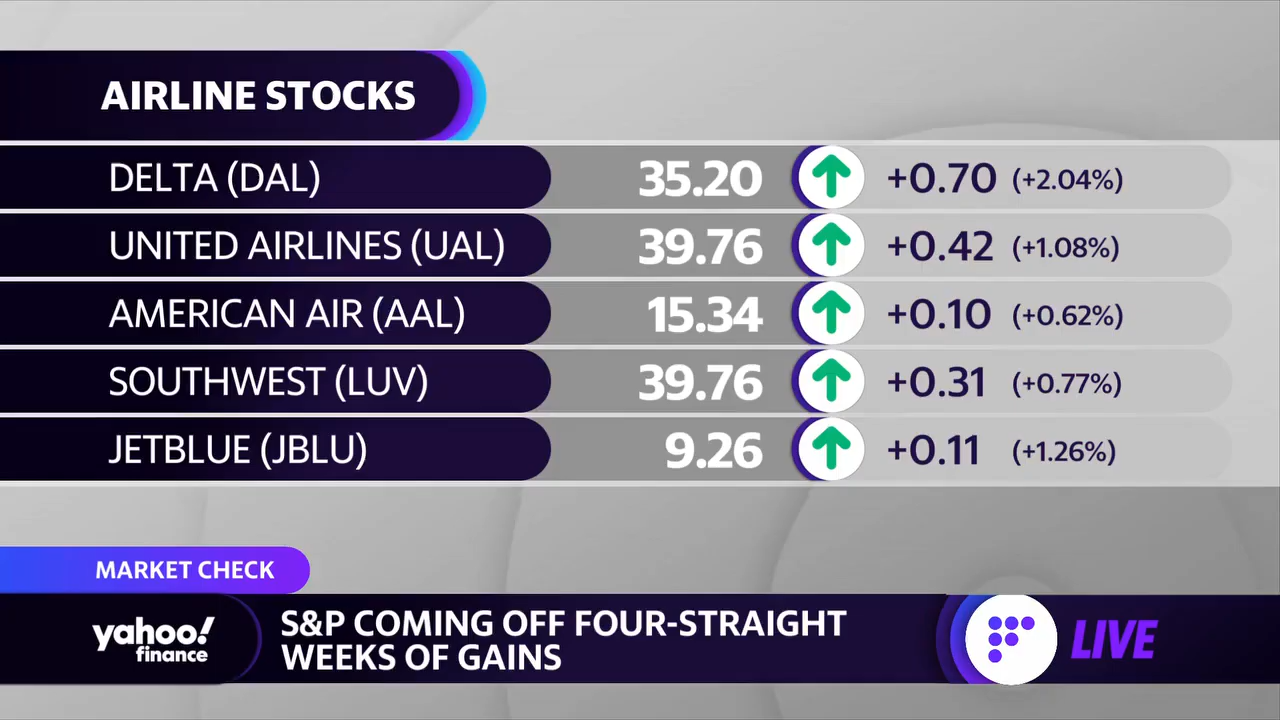 AIRLINE STOCKS
DELTA (DAL) 35.20 +0.70 (+2.04%)
UNITED AIRLINES (UAL) 39.76 +0.42 (+1.08%)
AMERICAN AIR (AAL) 15.34 +0.10 (+0.62%)
SOUTHWEST (LUV) 39.76 +0.31 (+0.77%)
JETBLUE (JBLU) 9.26 +0.11 (+1.26%)
MARKET CHECK
yahoo!
finance
S&P COMING OFF FOUR-STRAIGHT
WEEKS OF GAINS
LIVE